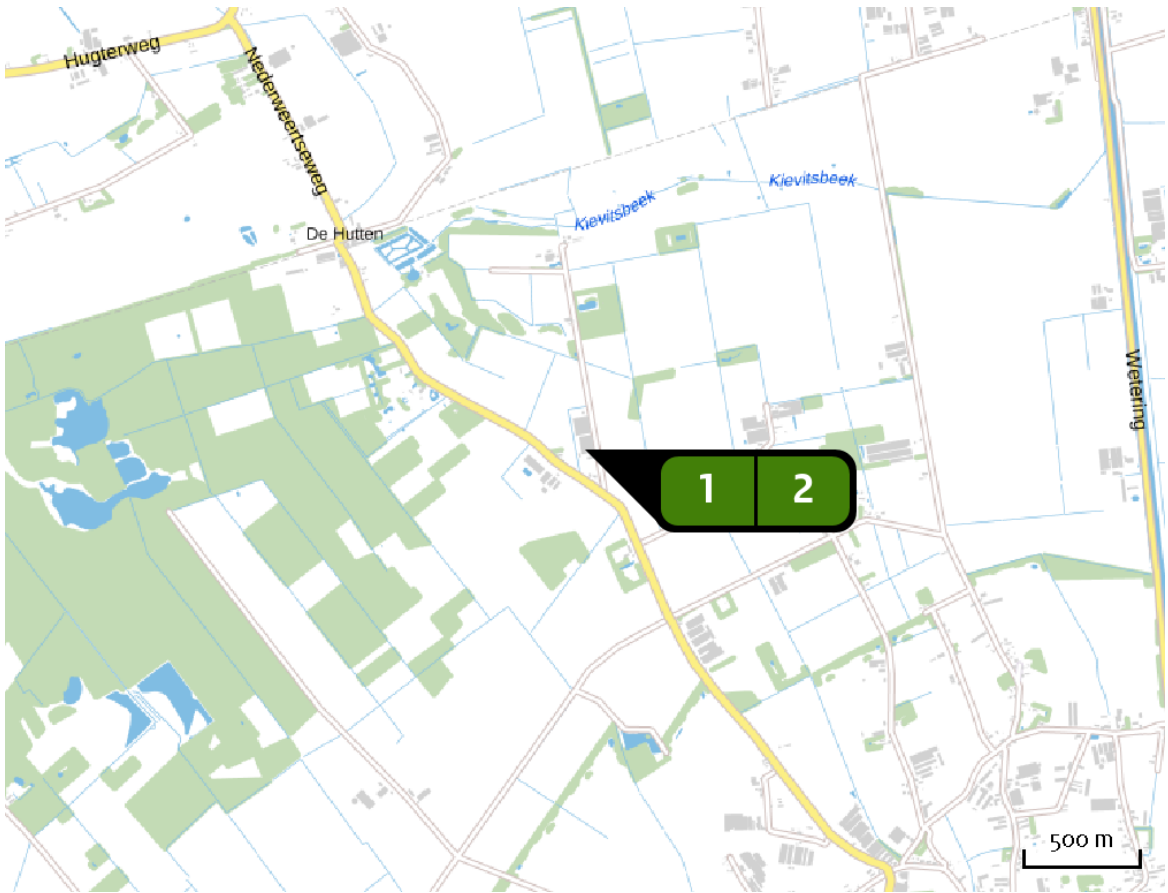 Hugterweg
Nederweertseweg
Kievitsbeek
Kievitsbeek
De Hutten
Wetering
1 2
500 m